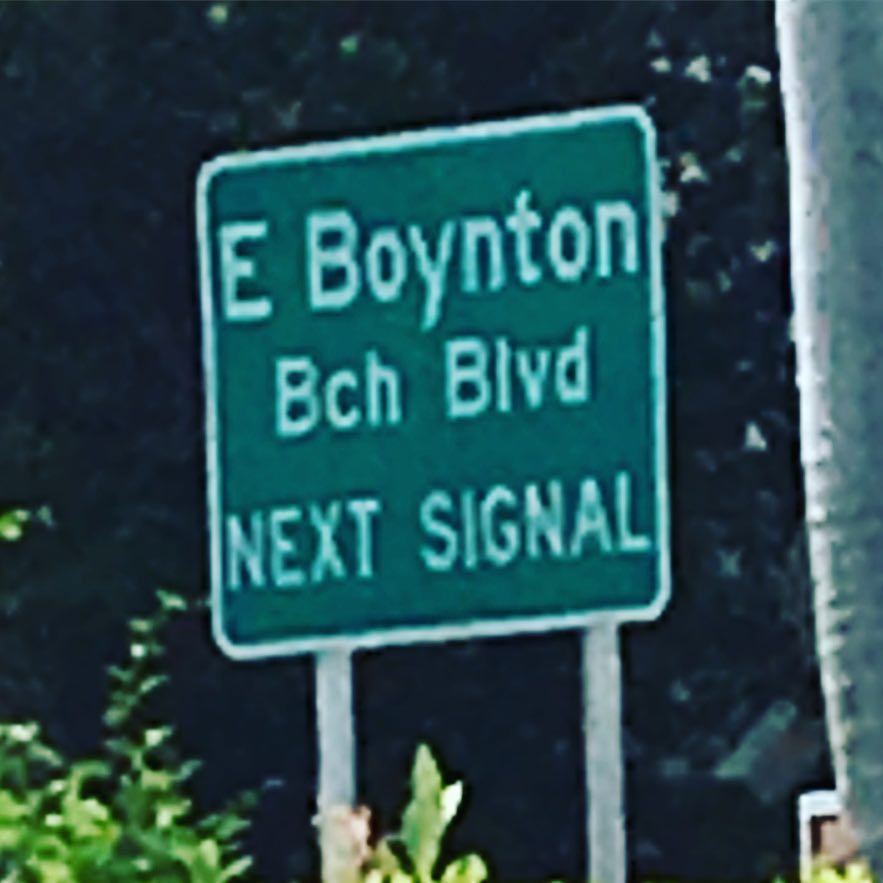 E Boynton
Bch Blvd
NEXT SIGNAL